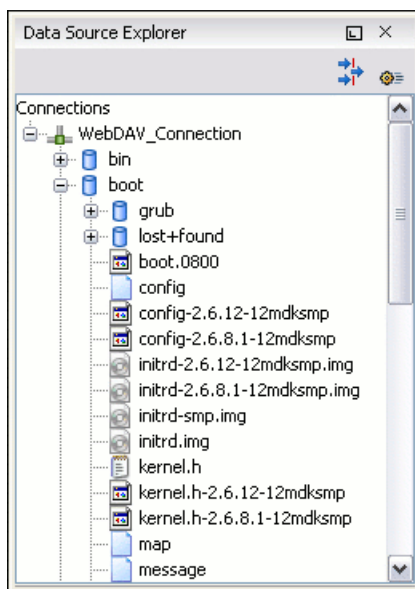 Data Source Explorer
Connections
WebDAV_Connection
bin
boot
grub
lost+found
boot.0800
config
config-2.6.12-12mdksmp
config-2.6.8.1-12mdksmp
initrd-2.6.12-12mdksmp.img
initrd-2.6.8.1-12mdksmp.img
initrd-smp.img
initrd.img
kernel.h
kernel.h-2.6.12-12mdksmp
kernel.h-2.6.8.1-12mdksmp
map
message